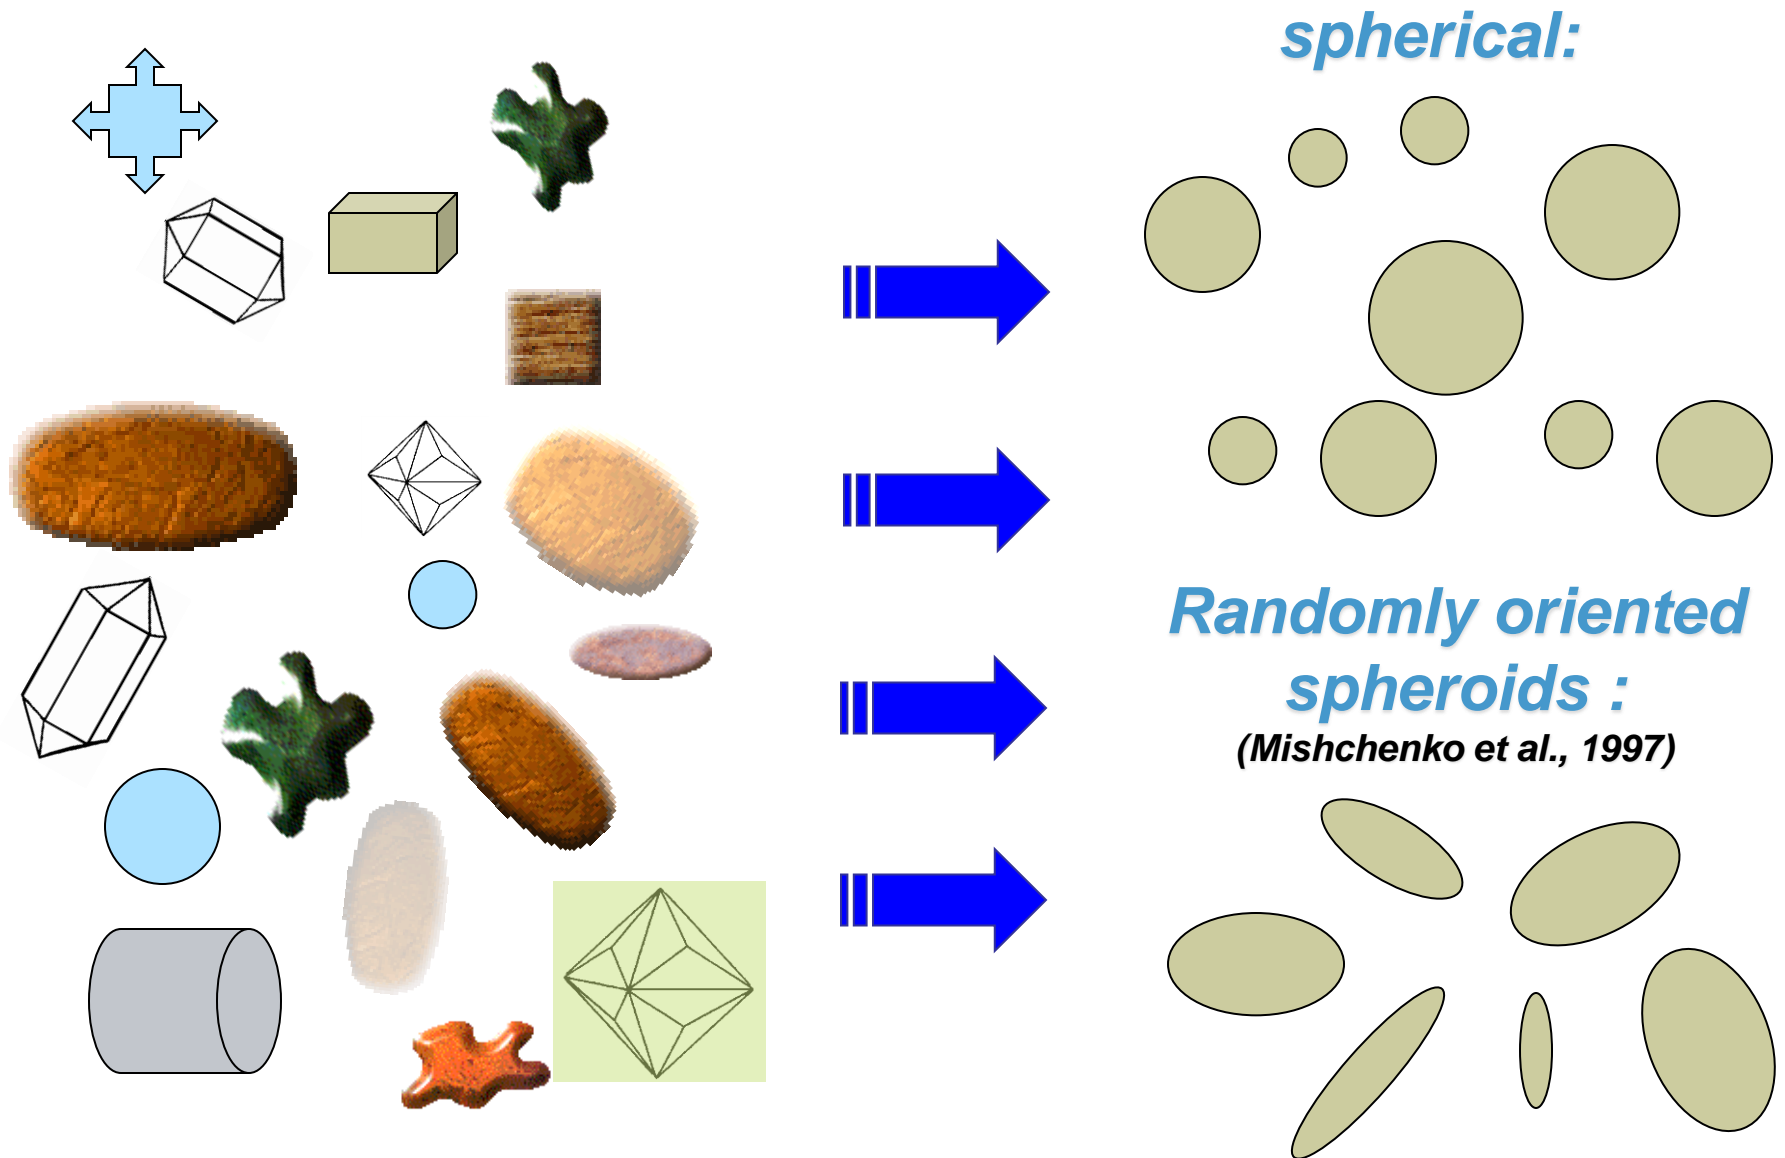 spherical:
Randomly oriented
spheroids :
(Mishchenko et al., 1997)